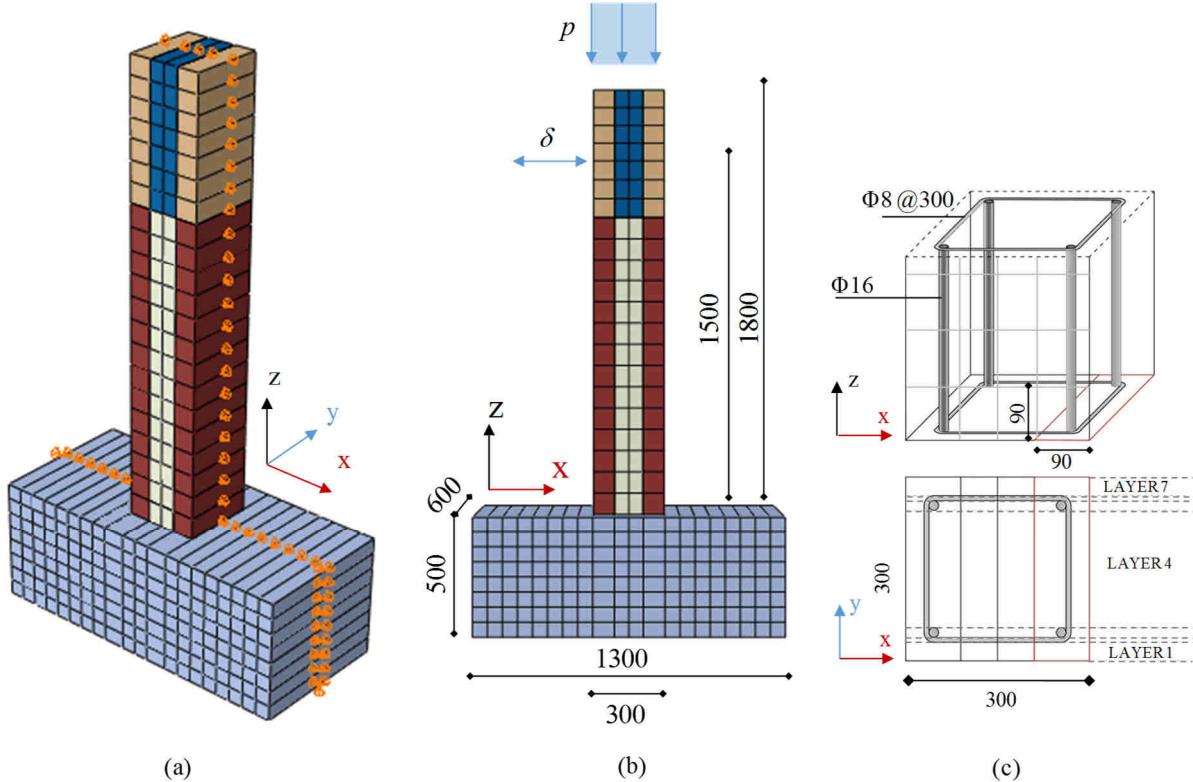 z
y
x
(a)
p
δ
1500
1800
z
x
600
500
1300
300
(b)
Φ8@300
Φ16
z
x
90
90
LAYER 7
LAYER 4
LAYER 1
300
y
x
300
(c)